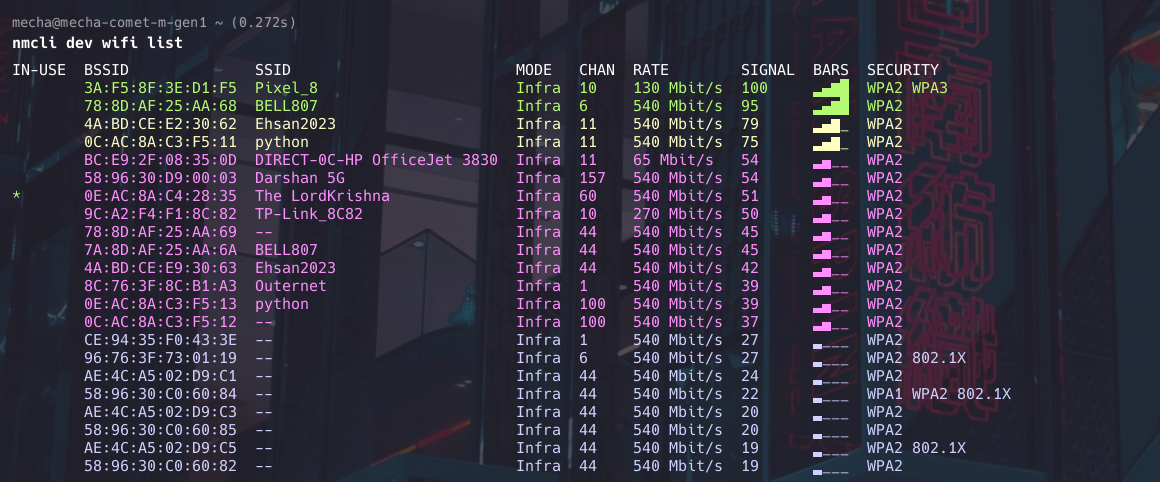 mecha@mecha-comet-m-gen1 ~ (0.272s)
nmcli dev wifi list
IN-USE  BSSID              SSID                         MODE   CHAN  RATE        SIGNAL  BARS  SECURITY
        3A:F5:8F:3E:D1:F5  Pixel_8                      Infra  10    130 Mbit/s  100     ▂▄▆█  WPA2 WPA3
        78:8D:AF:25:AA:68  BELL807                      Infra  6     540 Mbit/s  95      ▂▄▆█  WPA2
        4A:BD:CE:E2:30:62  Ehsan2023                    Infra  11    540 Mbit/s  79      ▂▄▆_  WPA2
        0C:AC:8A:C3:F5:11  python                       Infra  11    540 Mbit/s  75      ▂▄▆_  WPA2
        BC:E9:2F:08:35:0D  DIRECT-0C-HP OfficeJet 3830  Infra  11    65 Mbit/s   54      ▂▄__  WPA2
        58:96:30:D9:00:03  Darshan 5G                   Infra  157   540 Mbit/s  54      ▂▄__  WPA2
*       0E:AC:8A:C4:28:35  The LordKrishna              Infra  60    540 Mbit/s  51      ▂▄__  WPA2
        9C:A2:F4:F1:8C:82  TP-Link_8C82                 Infra  10    270 Mbit/s  50      ▂▄__  WPA2
        78:8D:AF:25:AA:69  --                           Infra  44    540 Mbit/s  45      ▂▄__  WPA2
        7A:8D:AF:25:AA:6A  BELL807                      Infra  44    540 Mbit/s  45      ▂▄__  WPA2
        4A:BD:CE:E9:30:63  Ehsan2023                    Infra  44    540 Mbit/s  42      ▂▄__  WPA2
        8C:76:3F:8C:B1:A3  Outernet                     Infra  1     540 Mbit/s  39      ▂▄__  WPA2
        0E:AC:8A:C3:F5:13  python                       Infra  100   540 Mbit/s  39      ▂▄__  WPA2
        0C:AC:8A:C3:F5:12  --                           Infra  100   540 Mbit/s  37      ▂▄__  WPA2
        CE:94:35:F0:43:3E  --                           Infra  1     540 Mbit/s  27      ▂___  WPA2
        96:76:3F:73:01:19  --                           Infra  6     540 Mbit/s  27      ▂___  WPA2 802.1X
        AE:4C:A5:02:D9:C1  --                           Infra  44    540 Mbit/s  24      ▂___  WPA2
        58:96:30:C0:60:84  --                           Infra  44    540 Mbit/s  22      ▂___  WPA1 WPA2 802.1X
        AE:4C:A5:02:D9:C3  --                           Infra  44    540 Mbit/s  20      ▂___  WPA2
        58:96:30:C0:60:85  --                           Infra  44    540 Mbit/s  20      ▂___  WPA2
        AE:4C:A5:02:D9:C5  --                           Infra  44    540 Mbit/s  19      ▂___  WPA2 802.1X
        58:96:30:C0:60:82  --                           Infra  44    540 Mbit/s  19      ▂___  WPA2